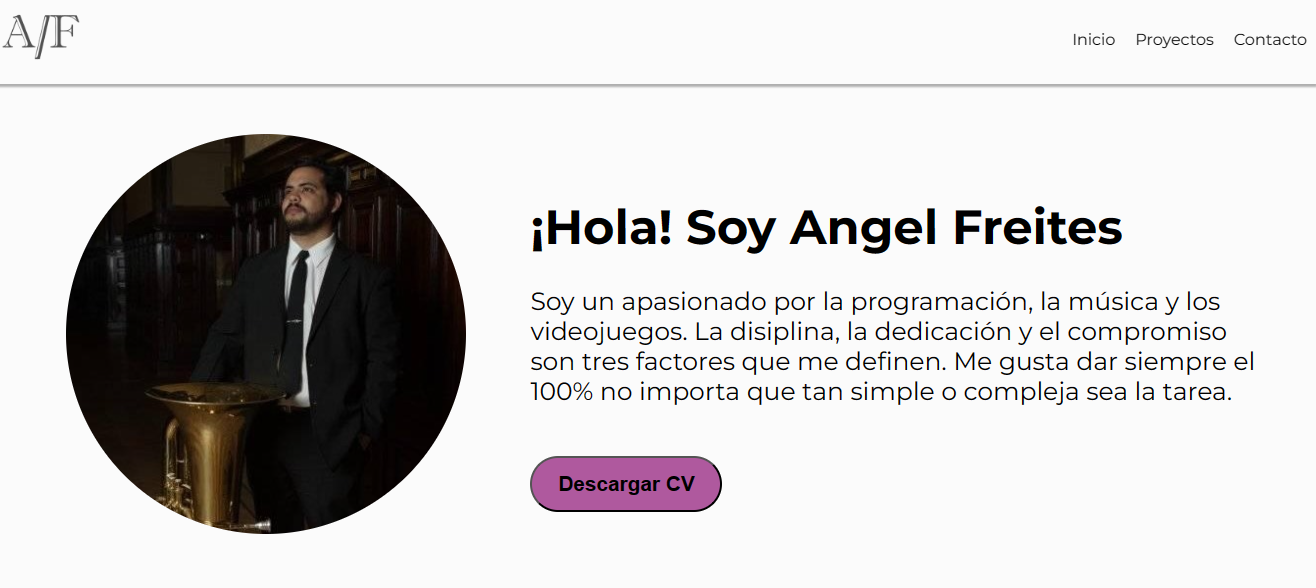 A/F
Inicio Proyectos Contacto
¡Hola! Soy Angel Freites
Soy un apasionado por la programación, la música y los
videojuegos. La disiplina, la dedicación y el compromiso
son tres factores que me definen. Me gusta dar siempre el
100% no importa que tan simple o compleja sea la tarea.
Descargar CV